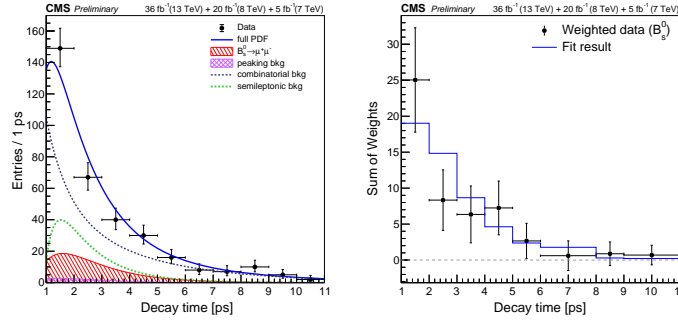 CMS Preliminary 36 fb⁻¹(13 TeV) + 20 fb⁻¹(8 TeV) + 5 fb⁻¹(7 TeV)
Entries / 1 ps
160
140
120
100
80
60
40
20
0
Data
full PDF
B⁰ₛ→μ⁺μ⁻
peaking bkg
combinatorial bkg
semileptonic bkg
1 2 3 4 5 6 7 8 9 10 11
Decay time [ps]
CMS Preliminary 36 fb⁻¹(13 TeV) + 20 fb⁻¹(8 TeV) + 5 fb⁻¹(7 TeV)
Sum of Weights
30
25
20
15
10
5
0
Weighted data (B⁰ₛ)
Fit result
1 2 3 4 5 6 7 8 9 10 1
Decay time [ps]